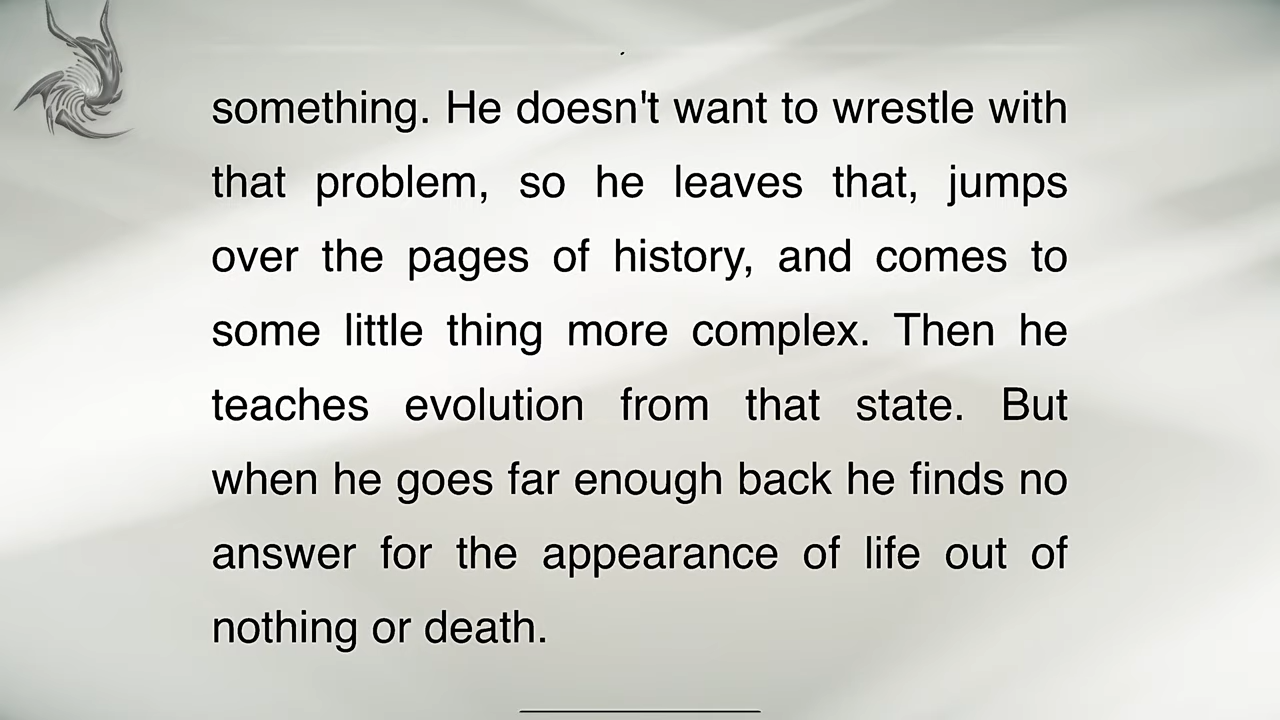 something. He doesn't want to wrestle with
that problem, so he leaves that, jumps
over the pages of history, and comes to
some little thing more complex. Then he
teaches evolution from that state. But
when he goes far enough back he finds no
answer for the appearance of life out of
nothing or death.